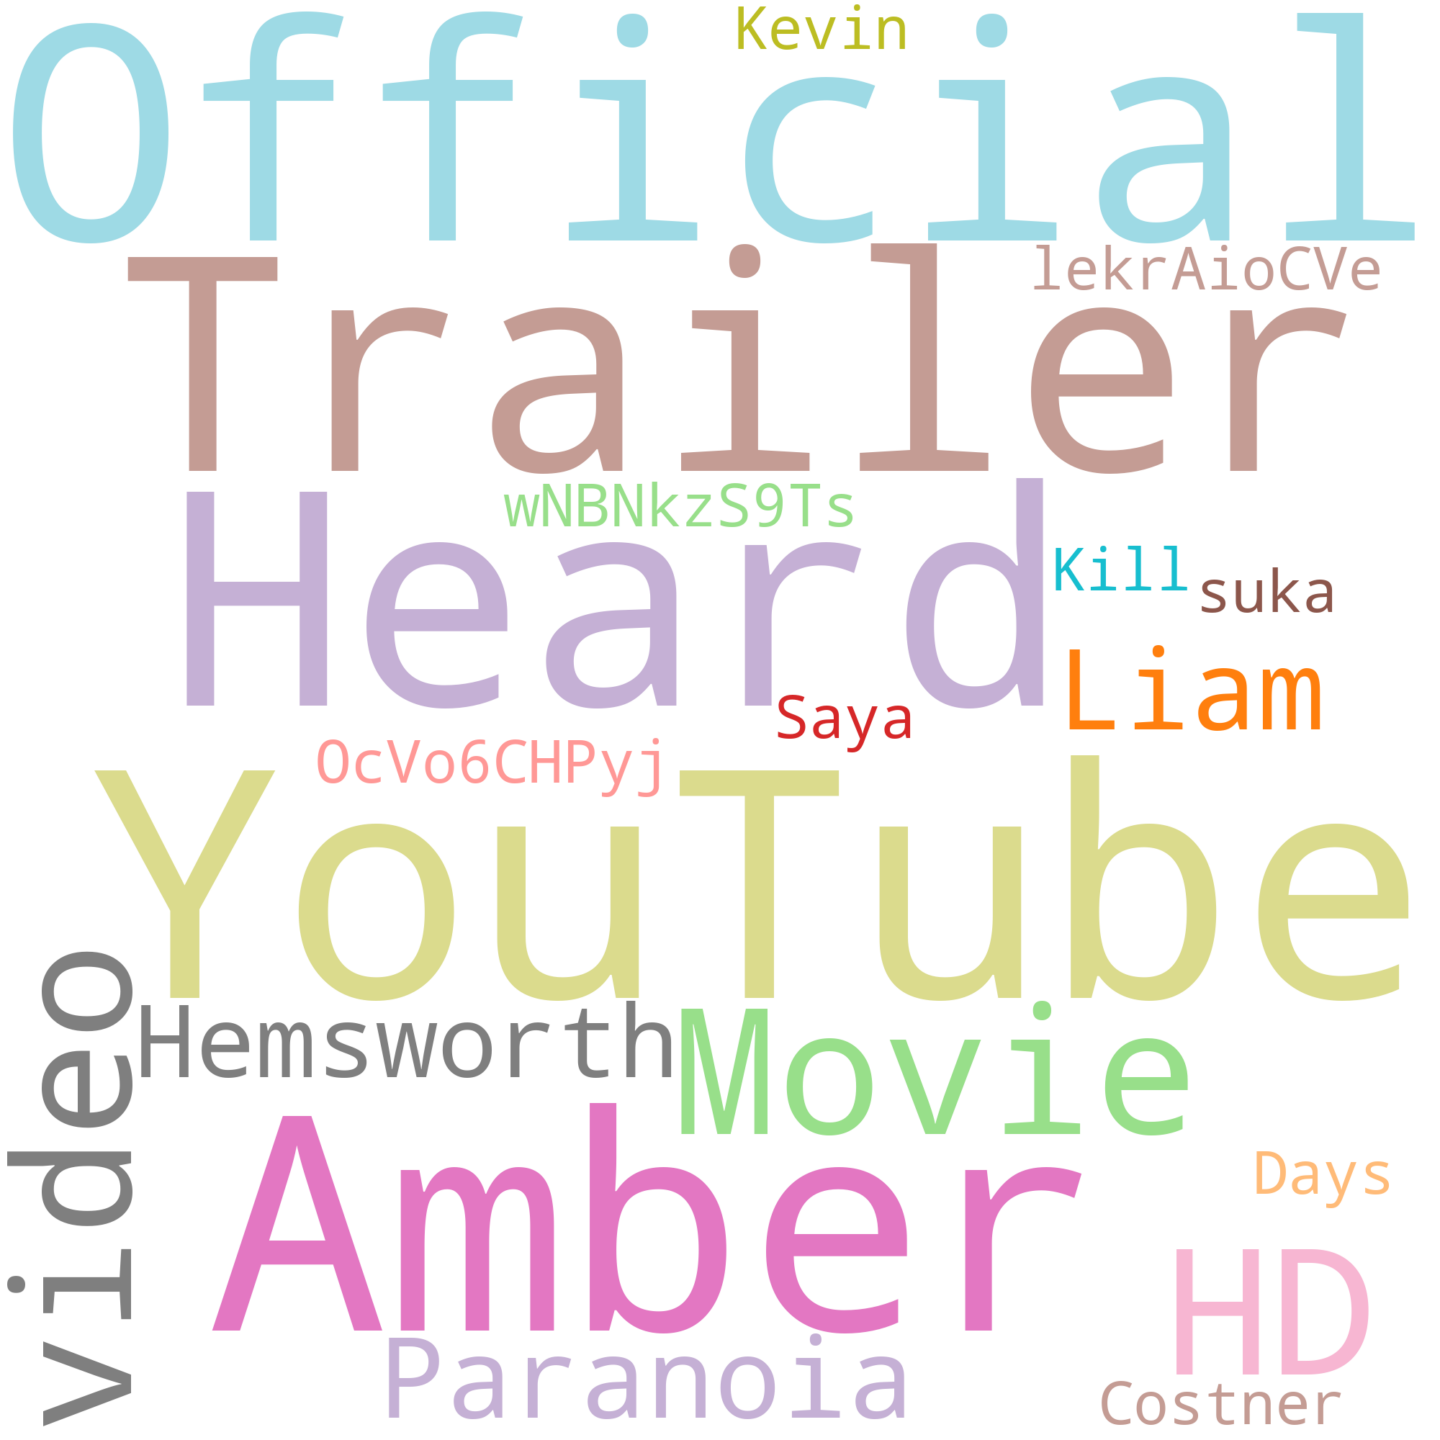 Kevin
Official
lekrAioCVe
Trailer
wNBNkzS9Ts
Heard
Kill
suka
Liam
Saya
OcVo6CHPyj
YouTube
video
Hemsworth
Movie
Amber
Days
HD
Paranoia
Costner